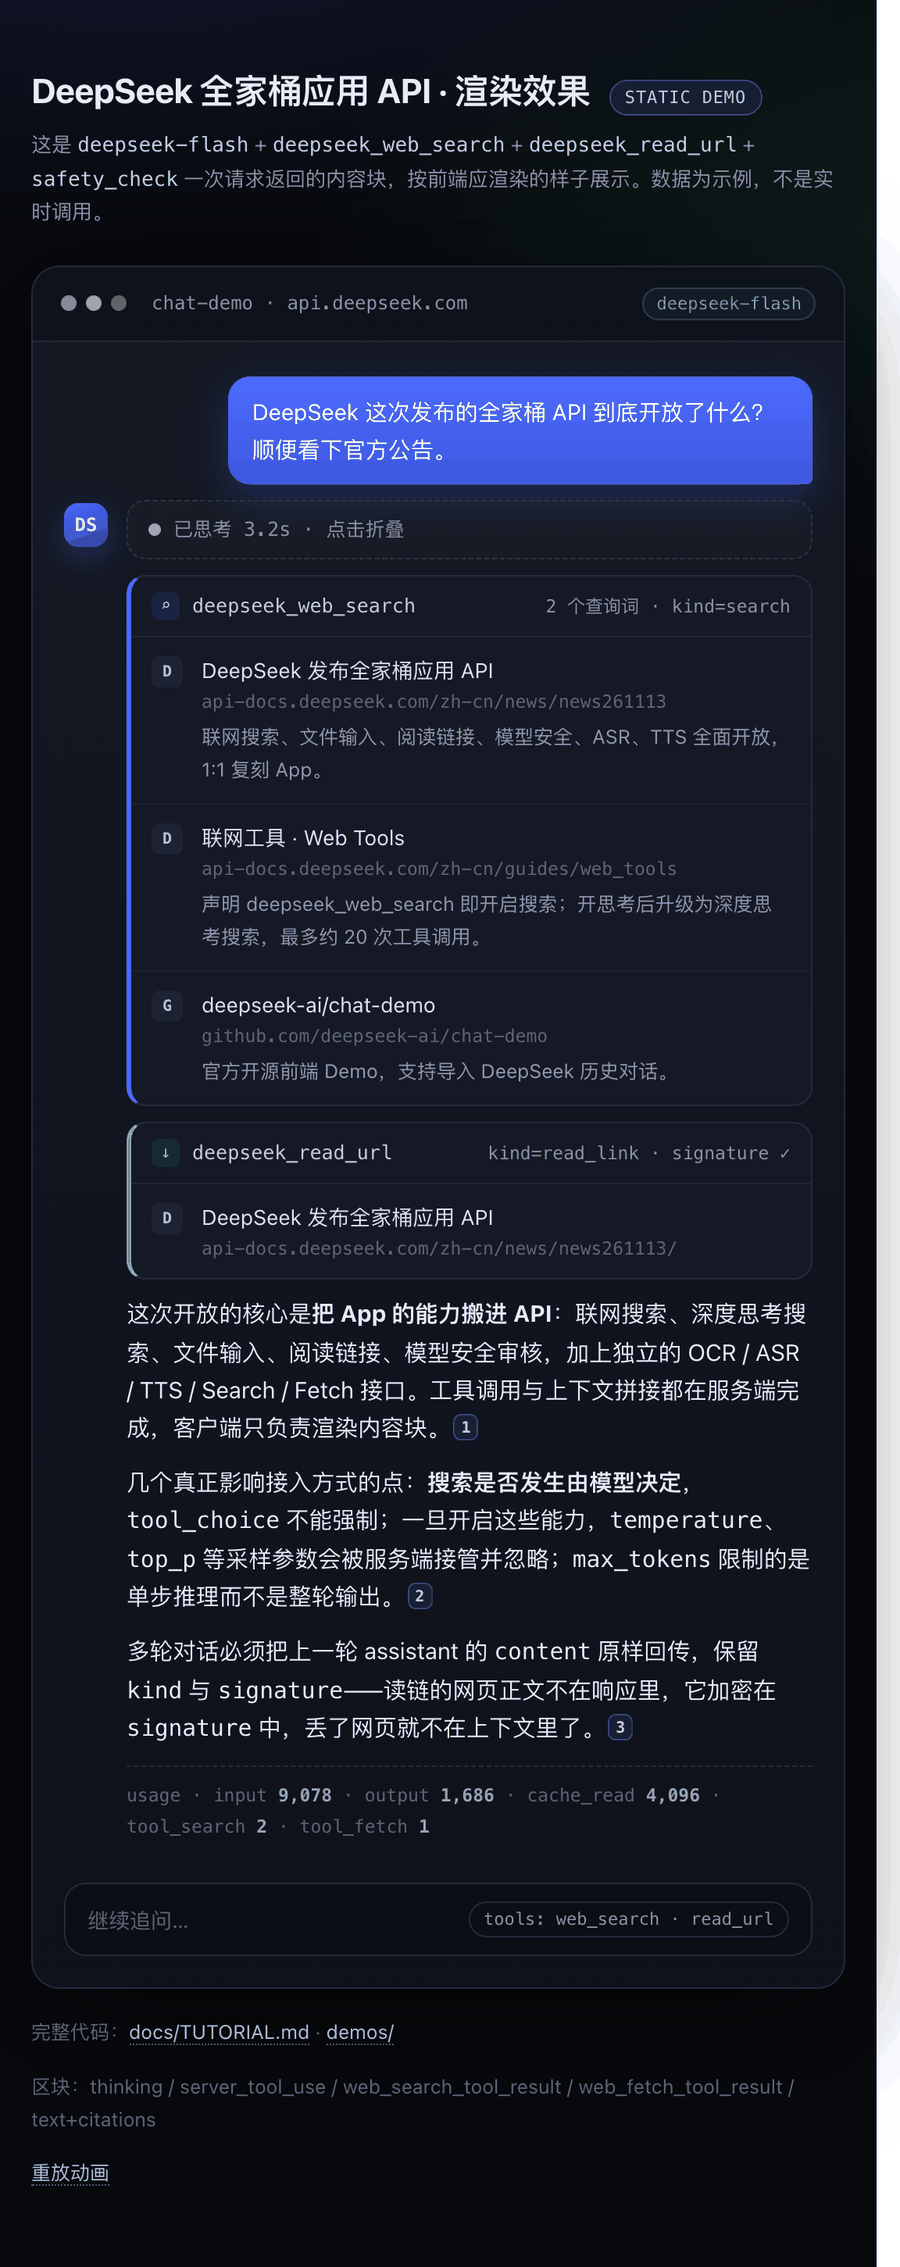 DeepSeek 全家桶应用 API · 渲染效果 STATIC DEMO
这是 deepseek-flash + deepseek_web_search + deepseek_read_url +
safety_check 一次请求返回的内容块，按前端应渲染的样子展示。数据为示例，不是实
时调用。
chat-demo · api.deepseek.com deepseek-flash
DeepSeek 这次发布的全家桶 API 到底开放了什么？
顺便看下官方公告。
DS 已思考 3.2s · 点击折叠
⌕ deepseek_web_search 2 个查询词 · kind=search
D DeepSeek 发布全家桶应用 API
api-docs.deepseek.com/zh-cn/news/news261113
联网搜索、文件输入、阅读链接、模型安全、ASR、TTS 全面开放，
1:1 复刻 App。
D 联网工具 · Web Tools
api-docs.deepseek.com/zh-cn/guides/web_tools
声明 deepseek_web_search 即开启搜索；开思考后升级为深度思
考搜索，最多约 20 次工具调用。
G deepseek-ai/chat-demo
github.com/deepseek-ai/chat-demo
官方开源前端 Demo，支持导入 DeepSeek 历史对话。
↓ deepseek_read_url kind=read_link · signature ✓
D DeepSeek 发布全家桶应用 API
api-docs.deepseek.com/zh-cn/news/news261113/
这次开放的核心是把 App 的能力搬进 API：联网搜索、深度思考搜
索、文件输入、阅读链接、模型安全审核，加上独立的 OCR / ASR
/ TTS / Search / Fetch 接口。工具调用与上下文拼接都在服务端完
成，客户端只负责渲染内容块。 1
几个真正影响接入方式的点：搜索是否发生由模型决定，
tool_choice 不能强制；一旦开启这些能力，temperature、
top_p 等采样参数会被服务端接管并忽略；max_tokens 限制的是
单步推理而不是整轮输出。 2
多轮对话必须把上一轮 assistant 的 content 原样回传，保留
kind 与 signature——读链的网页正文不在响应里，它加密在
signature 中，丢了网页就不在上下文里了。 3
usage · input 9,078 · output 1,686 · cache_read 4,096 ·
tool_search 2 · tool_fetch 1
继续追问… tools: web_search · read_url
完整代码：docs/TUTORIAL.md · demos/
区块：thinking / server_tool_use / web_search_tool_result / web_fetch_tool_result /
text+citations
重放动画